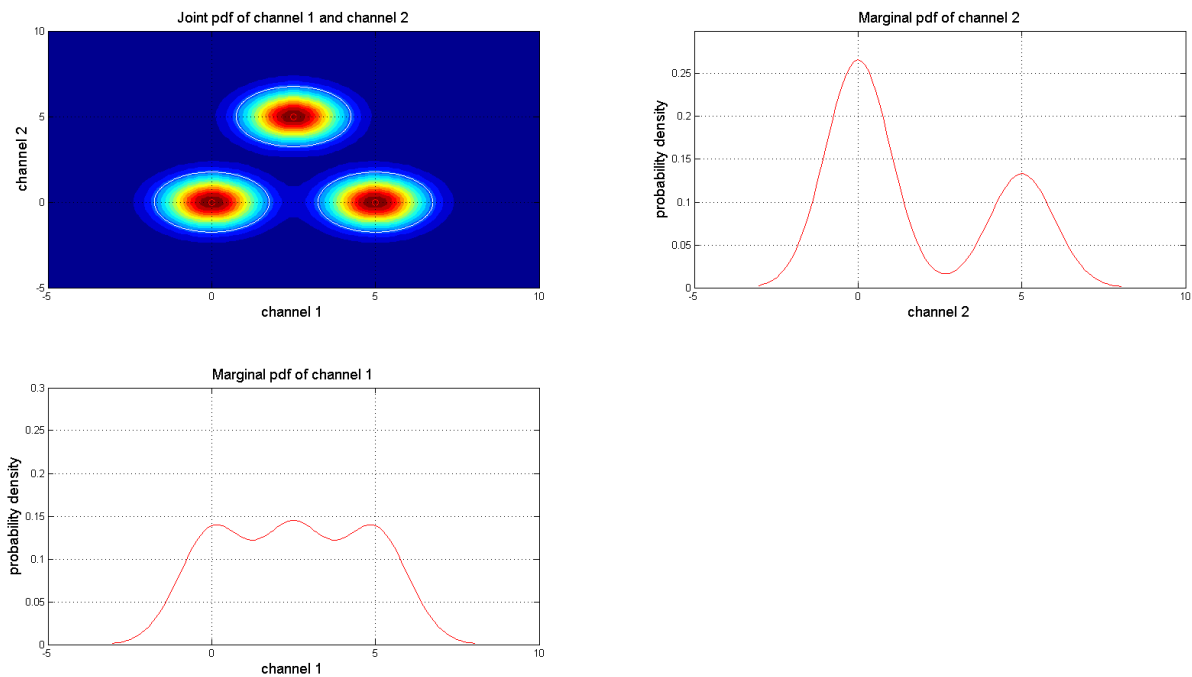 Joint pdf of channel 1 and channel 2
10
5
0
-5
channel 2
-5 0 5 10
channel 1
Marginal pdf of channel 2
0.25
0.2
0.15
0.1
0.05
0
probability density
-5 0 5 10
channel 2
Marginal pdf of channel 1
0.3
0.25
0.2
0.15
0.1
0.05
0
probability density
-5 0 5 10
channel 1